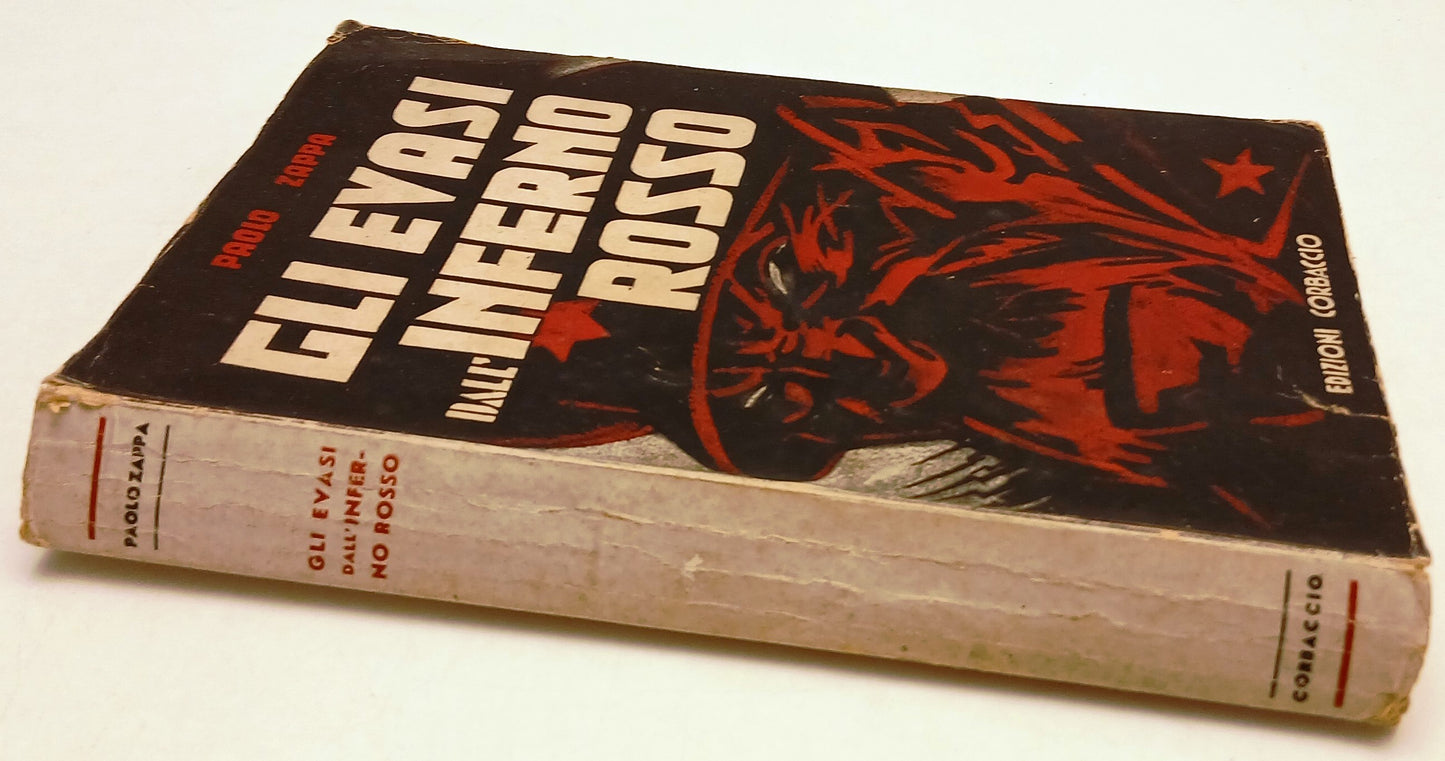 PAOLO ZAPPA
GLI EVASI
DALL'INFERNO
ROSSO
EDIZIONI CORBACCIO
PAOLO ZAPPA
GLI EVASI
DALL'INFER-
NO ROSSO
CORBACCIO